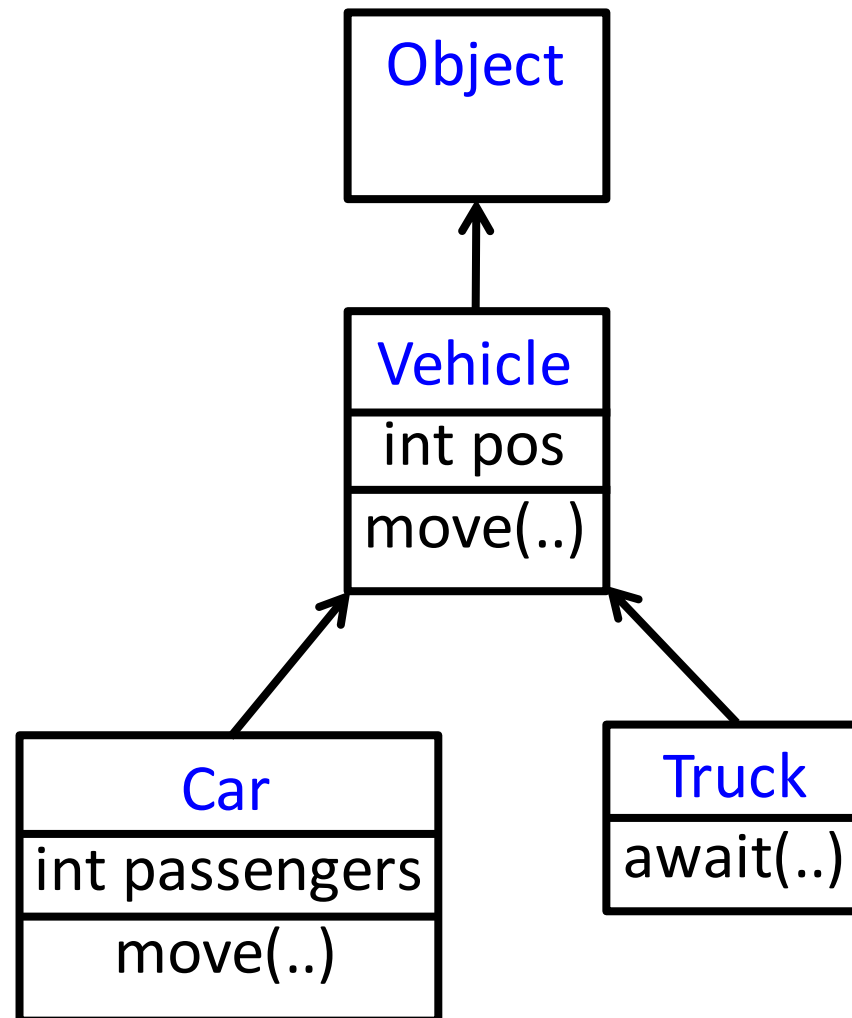 Object
Vehicle
int pos
move(..)
Car
int passengers
move(..)
Truck
await(..)